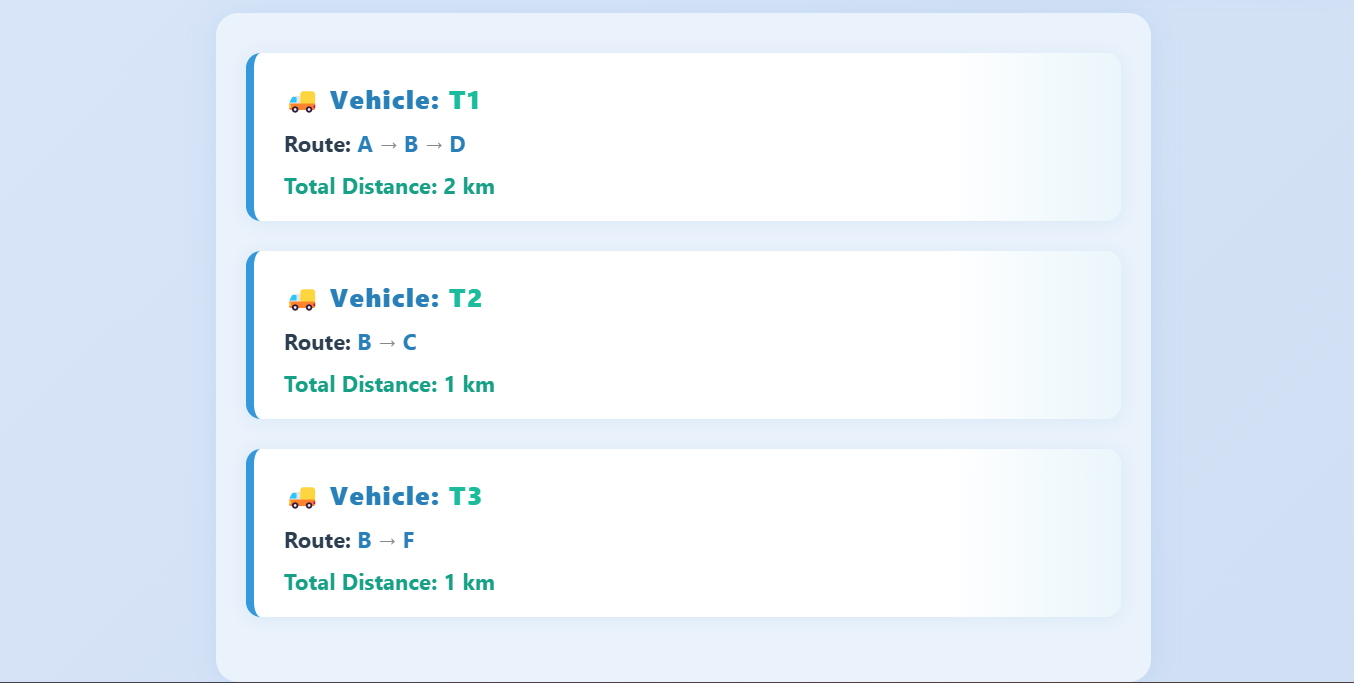 Vehicle: T1
Route: A → B → D
Total Distance: 2 km
Vehicle: T2
Route: B → C
Total Distance: 1 km
Vehicle: T3
Route: B → F
Total Distance: 1 km